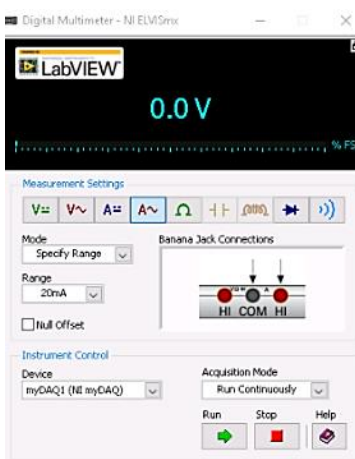 Digital Multimeter - NI ELVISmx
LabVIEW
0.0 V
% FS
Measurement Settings
V= V~ A= A~ Ω
Mode
Specify Range
Banana Jack Connections
Range
20mA
HI COM HI
Null Offset
Instrument Control
Device
myDAQ1 (NI myDAQ)
Acquisition Mode
Run Continuously
Run Stop Help